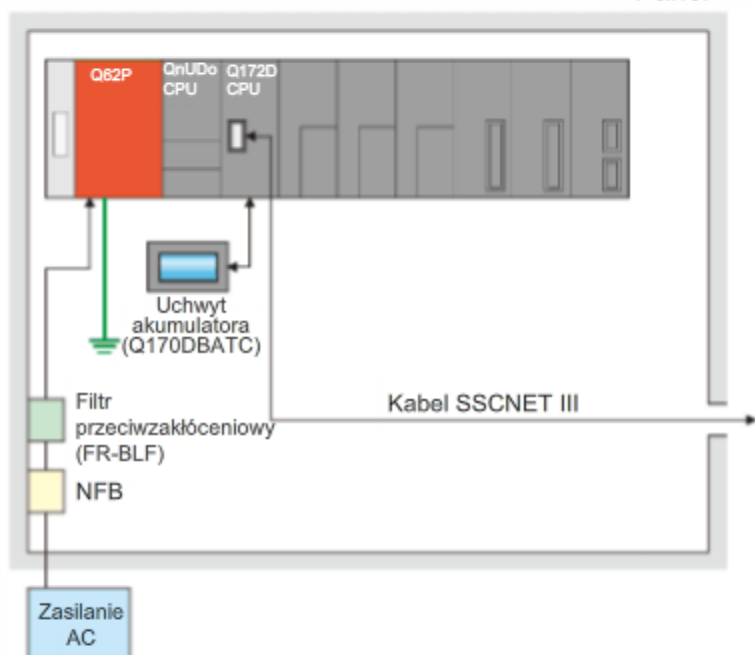 Q62P
QnUDo
CPU
Q172D
CPU
Uchwyt
akumulatora
(Q170DBATC)
Filtr
przeciwzakłóceniowy
(FR-BLF)
Kabel SSCNET III
NFB
Zasilanie
AC